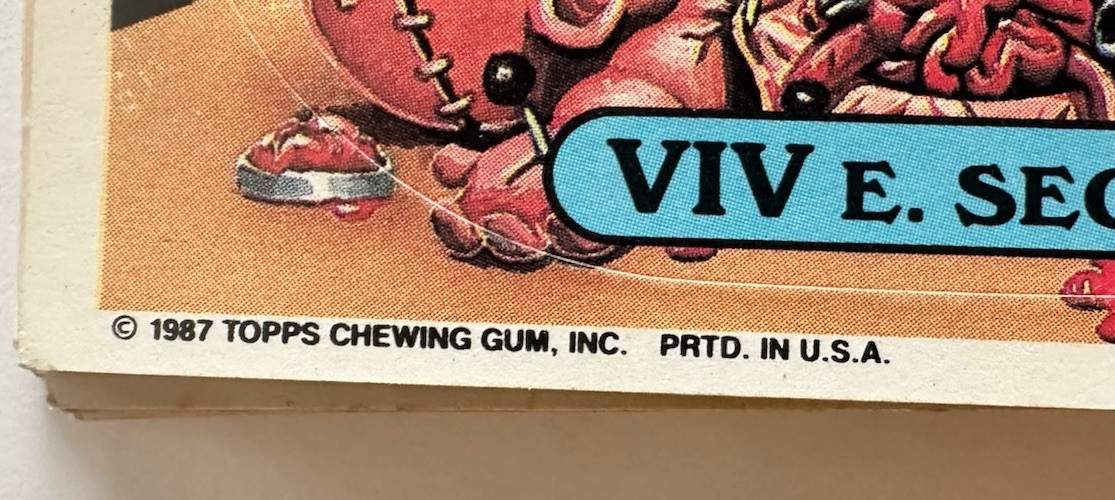 VIV E. SEC
© 1987 TOPPS CHEWING GUM, INC. PRTD. IN U.S.A.